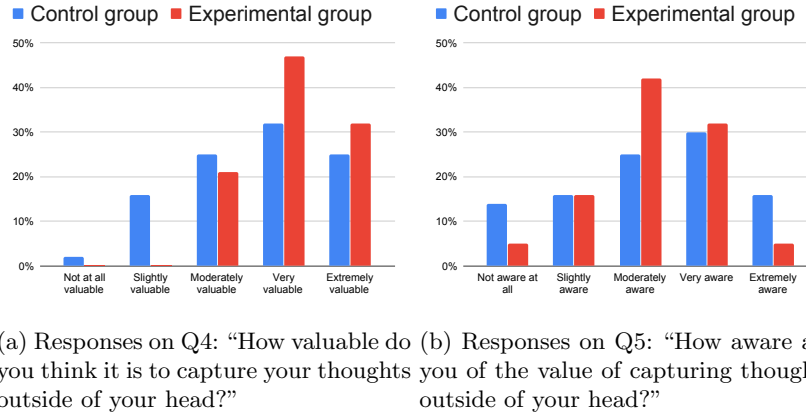 Control group Experimental group
50%
40%
30%
20%
10%
0%
Not at all valuable
Slightly valuable
Moderately valuable
Very valuable
Extremely valuable
(a) Responses on Q4: “How valuable do
you think it is to capture your thoughts
outside of your head?”
Control group Experimental group
50%
40%
30%
20%
10%
0%
Not aware at all
Slightly aware
Moderately aware
Very aware
Extremely aware
(b) Responses on Q5: “How aware
you of the value of capturing
outside of your head?”